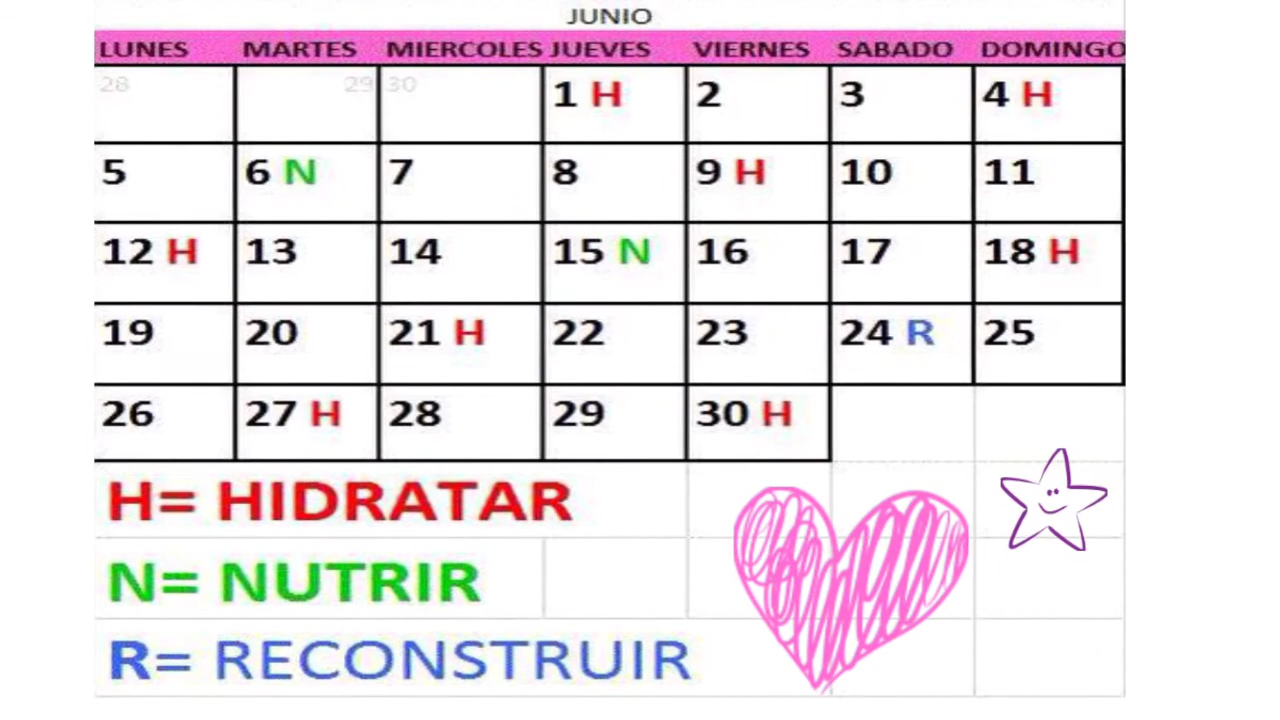 JUNIO
LUNES MARTES MIERCOLES JUEVES VIERNES SABADO DOMINGO
28 29 30 1 H 2 3 4 H
5 6 N 7 8 9 H 10 11
12 H 13 14 15 N 16 17 18 H
19 20 21 H 22 23 24 R 25
26 27 H 28 29 30 H
H= HIDRATAR
N= NUTRIR
R= RECONSTRUIR